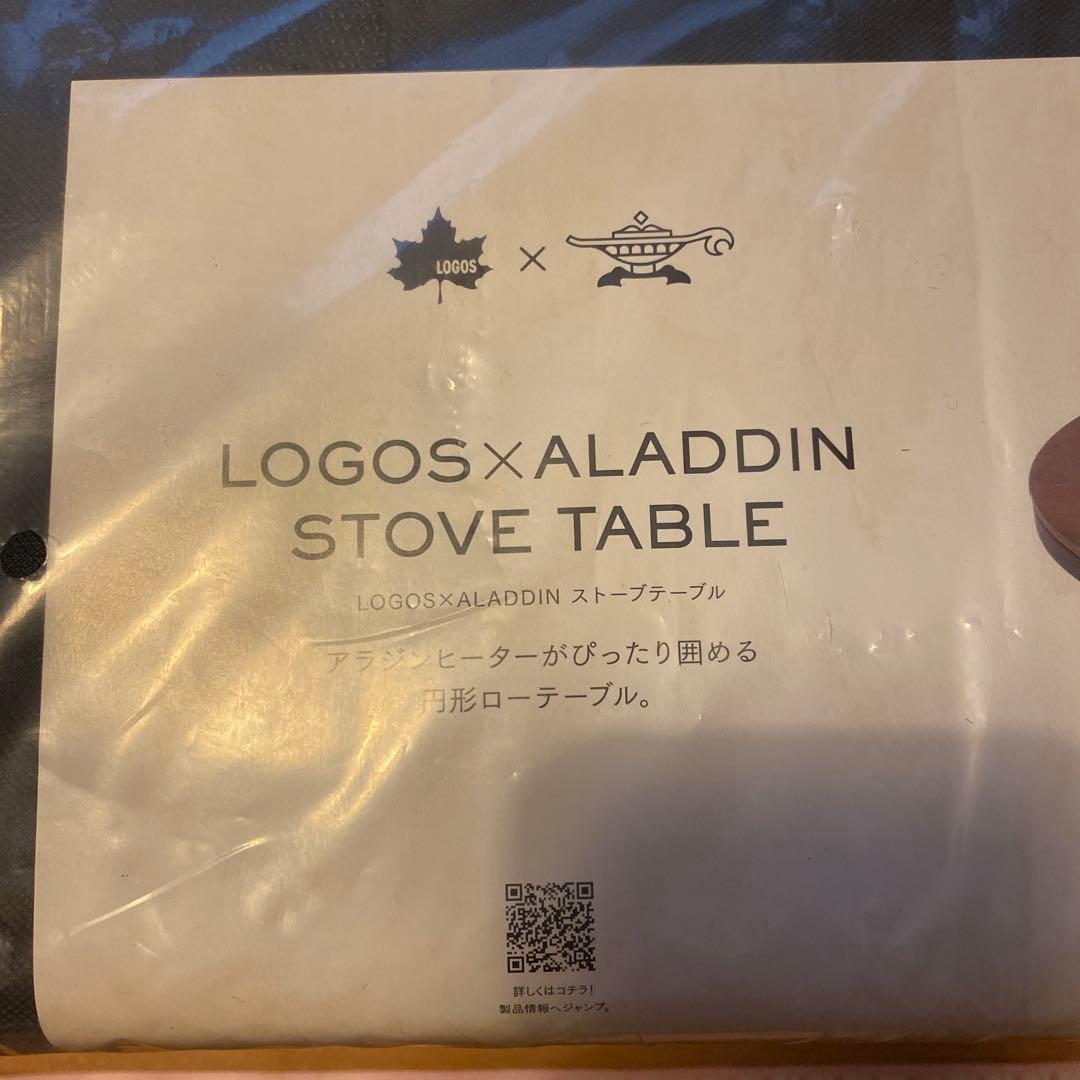 LOGOS
×
LOGOS×ALADDIN
STOVE TABLE
LOGOS×ALADDIN ストーブテーブル
アラジンヒーターがぴったり囲める
円形ローテーブル。
詳しくはコチラ!
製品情報へジャンプ。